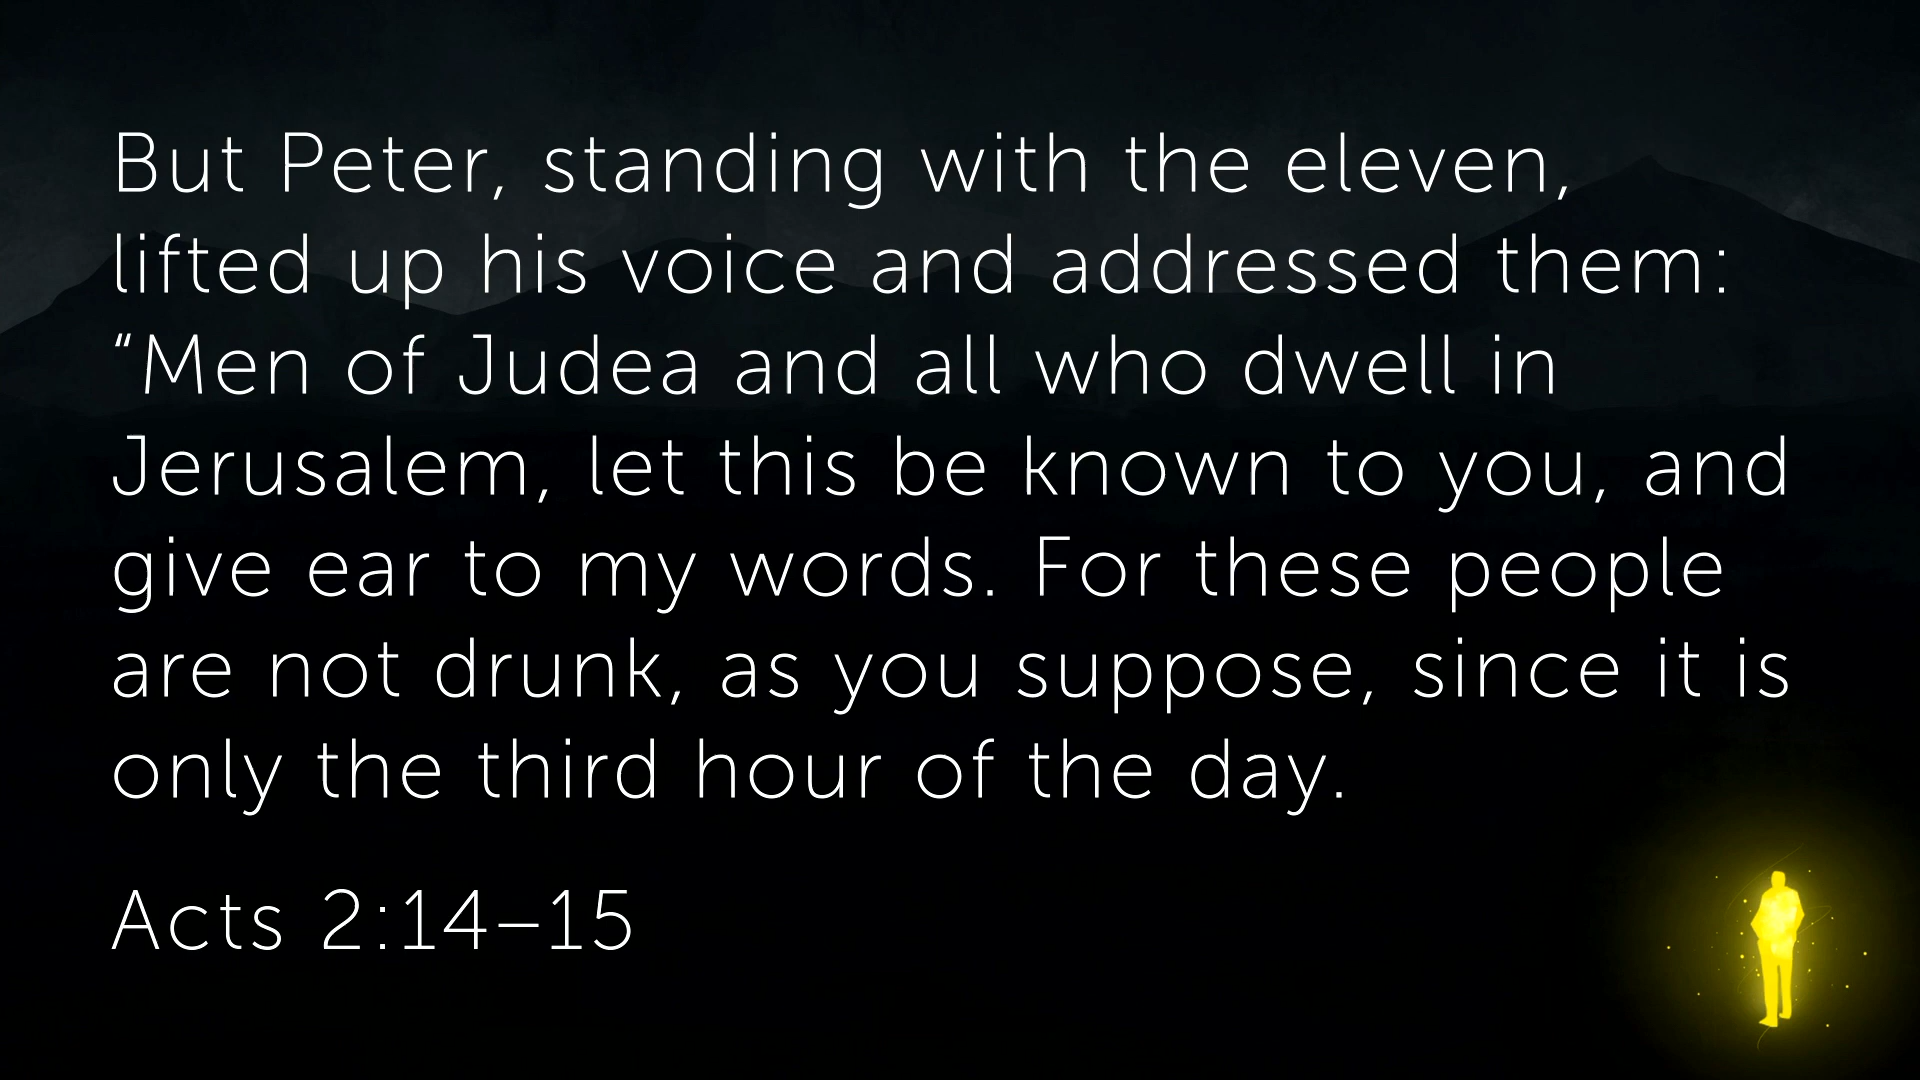 But Peter, standing with the eleven,
lifted up his voice and addressed them:
“Men of Judea and all who dwell in
Jerusalem, let this be known to you, and
give ear to my words. For these people
are not drunk, as you suppose, since it is
only the third hour of the day.
Acts 2:14–15